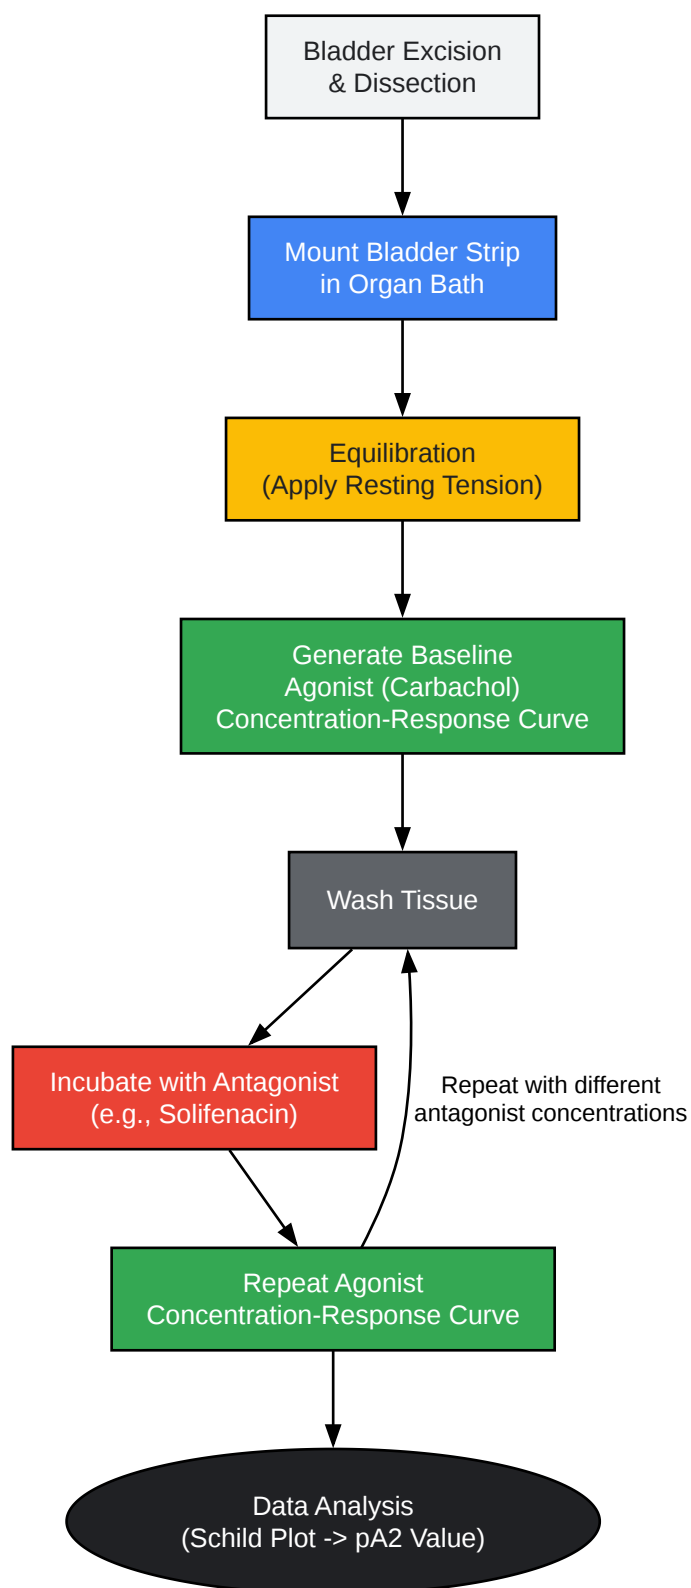 Bladder Excision
& Dissection
Mount Bladder Strip
in Organ Bath
Equilibration
(Apply Resting Tension)
Generate Baseline
Agonist (Carbachol)
Concentration-Response Curve
Wash Tissue
Incubate with Antagonist
(e.g., Solifenacin)
Repeat with different
antagonist concentrations
Repeat Agonist
Concentration-Response Curve
Data Analysis
(Schild Plot -> pA2 Value)